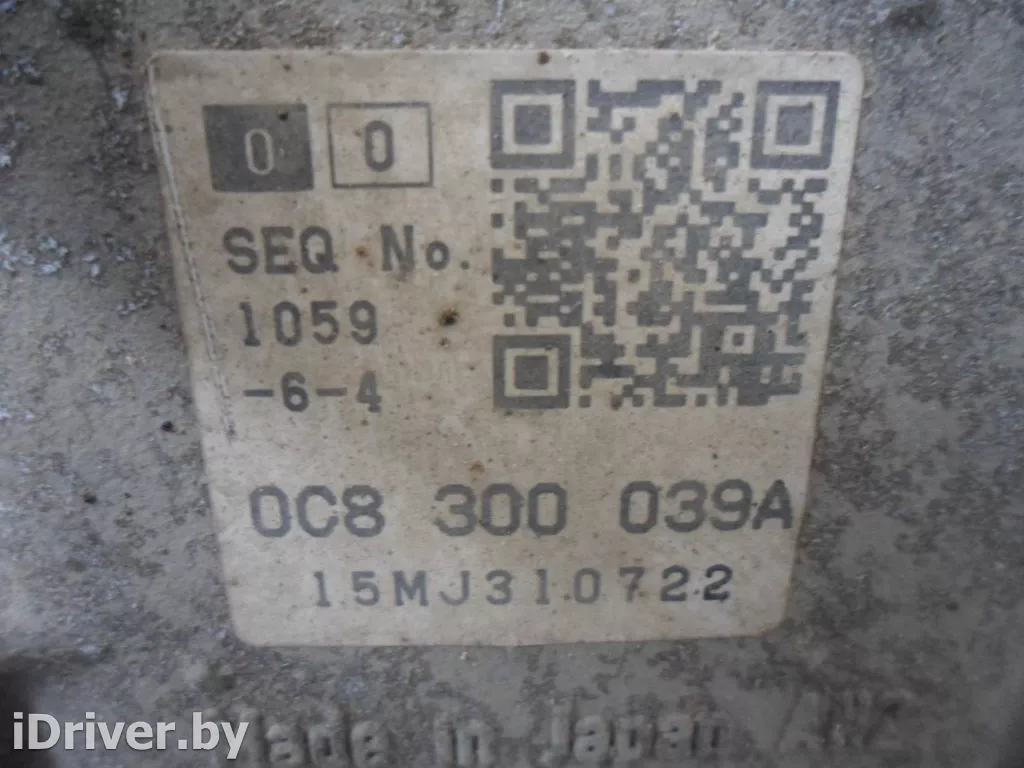 0 0
SEQ No.
1059
-6-4
0C8 300 039A
15MJ310722
Made in Japan
iDriver.by